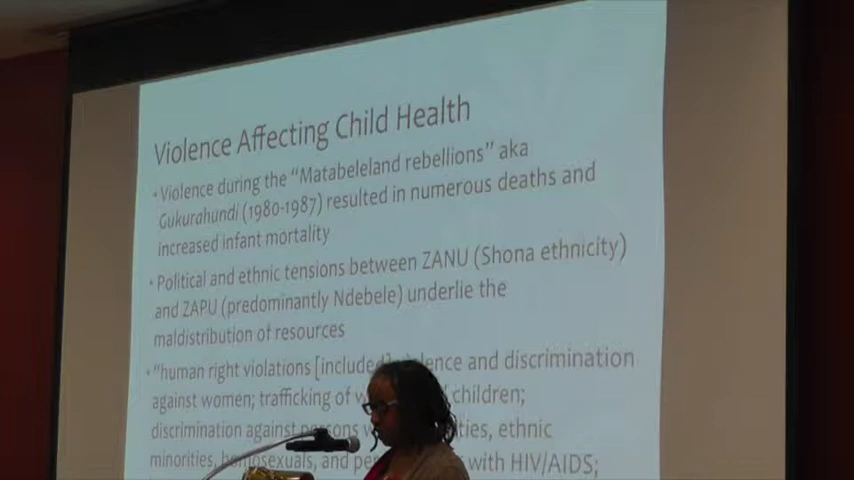 Violence Affecting Child Health
• Violence during the "Matabeleland rebellions" aka
Gukurahundi (1980-1987) resulted in numerous deaths and
increased infant mortality
• Political and ethnic tensions between ZANU (Shona ethnicity)
and ZAPU (predominantly Ndebele) underlie the
maldistribution of resources
• "human right violations [included] violence and discrimination
against women; trafficking of children;
discrimination against persons ethnic
minorities, homosexuals, and with HIV/AIDS;